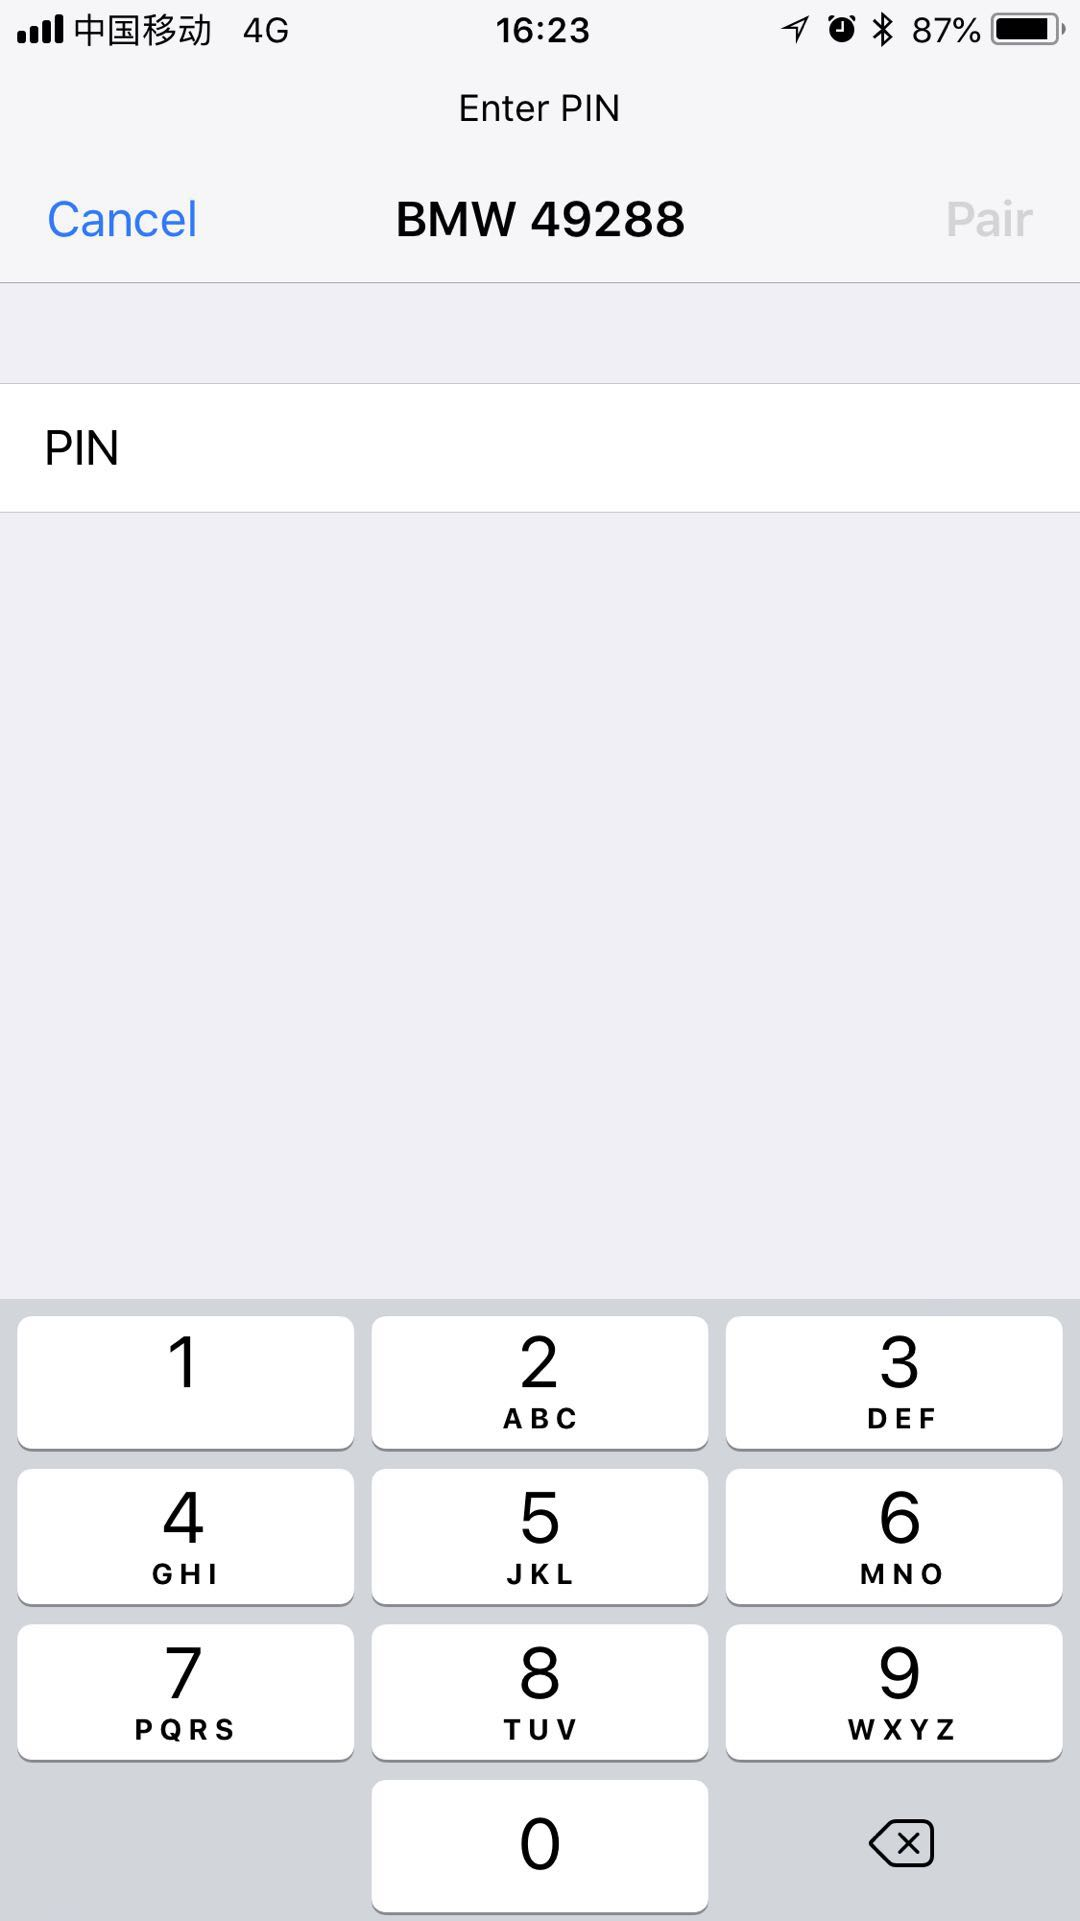 中国移动 4G 16:23 87%
Enter PIN
Cancel BMW 49288 Pair
PIN
1 2 3
ABC DEF
4 5 6
GHI JKL MNO
7 8 9
PQRS TUV WXYZ
0